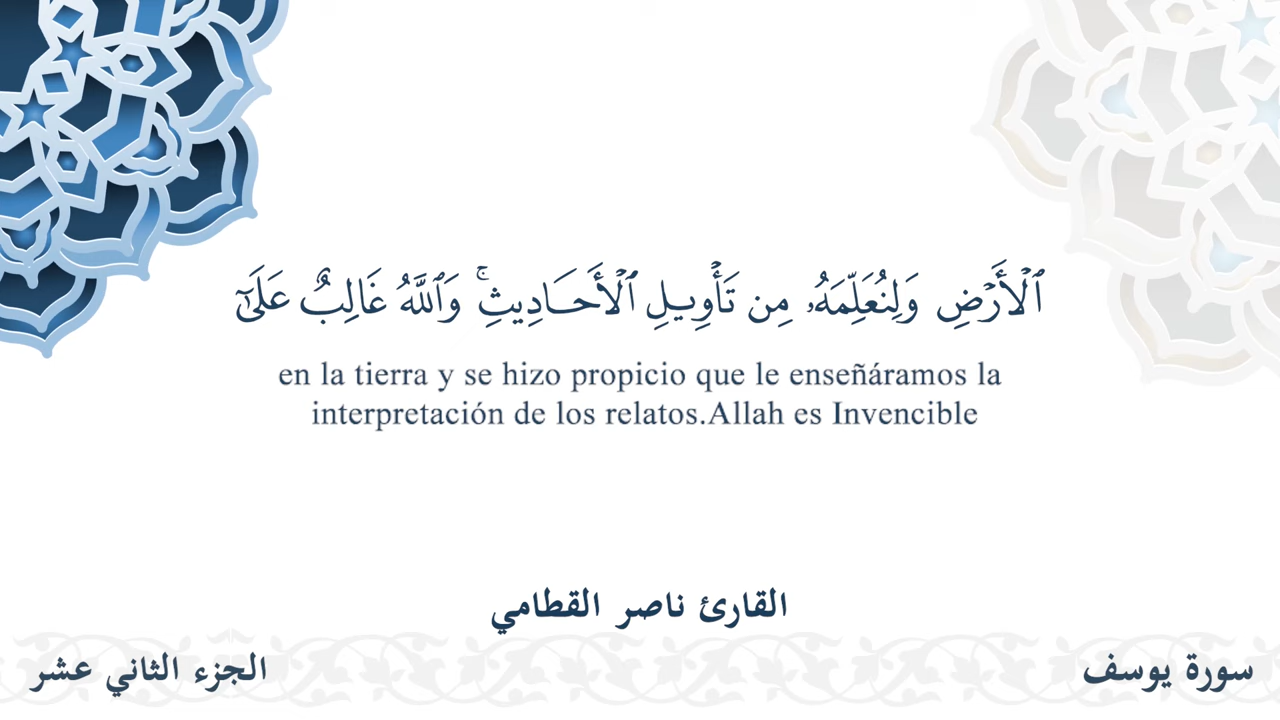 ٱلْأَرْضِ وَلِنُعَلِّمَهُۥ مِن تَأْوِيلِ ٱلْأَحَادِيثِ ۚ وَٱللَّهُ غَالِبٌ عَلَىٰٓ
en la tierra y se hizo propicio que le enseñáramos la
interpretación de los relatos.Allah es Invencible
القارئ ناصر القطامي
سورة يوسف
الجزء الثاني عشر